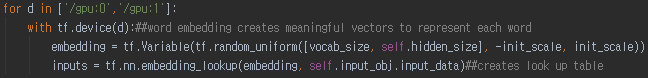 for d in ['/gpu:0','/gpu:1']:
with tf.device(d):##word embedding creates meaningful vectors to represent each word
embedding = tf.Variable(tf.random_uniform([vocab_size, self.hidden_size], -init_scale, init_scale))
inputs = tf.nn.embedding_lookup(embedding, self.input_obj.input_data)##creates look up table